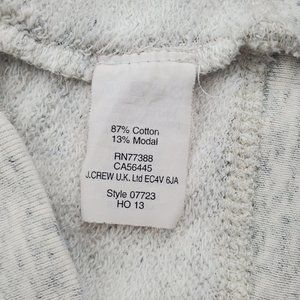 87% Cotton
13% Modal
RN77388
CA56445
J.CREW U.K. Ltd EC4V 6JA
Style 07723
HO 13